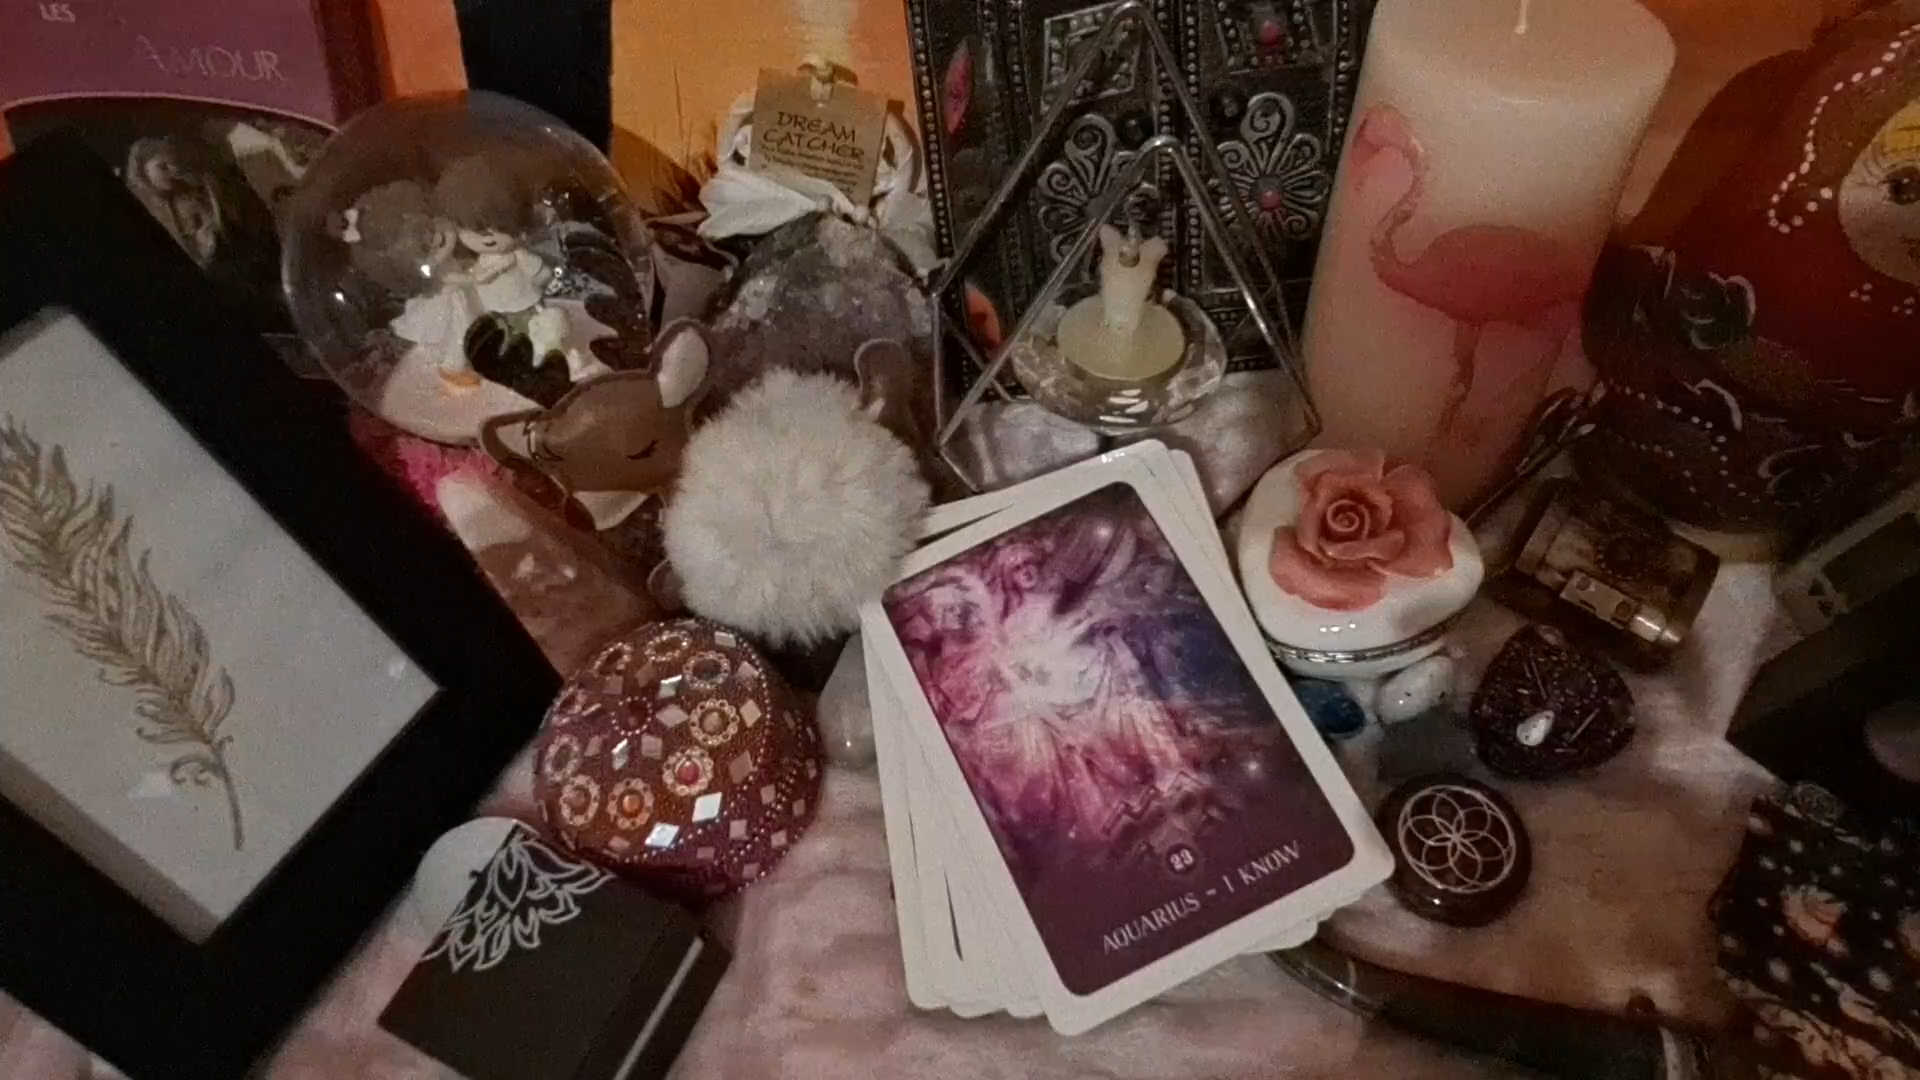 LES
AMOUR
DREAM
CATCHER
23
AQUARIUS - I KNOW